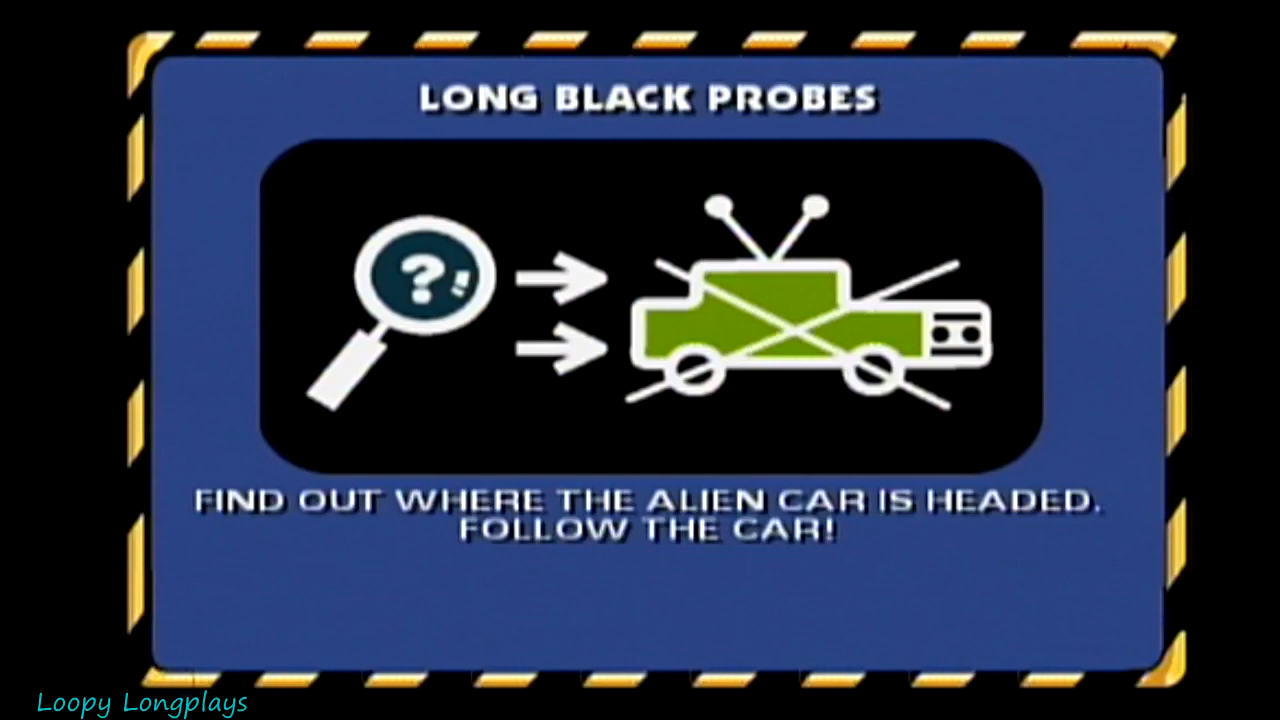 LONG BLACK PROBES
?
FIND OUT WHERE THE ALIEN CAR IS HEADED.
FOLLOW THE CAR!
Loopy Longplays